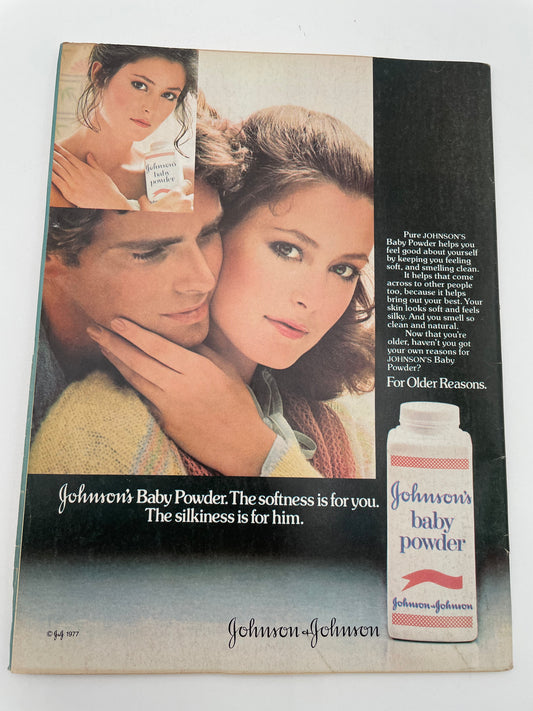 Johnson's
baby
powder
Pure JOHNSON'S
Baby Powder helps you
feel good about yourself
by keeping you feeling
soft, and smelling clean.
It helps that come
across to other people
too, because it helps
bring out your best. Your
skin looks soft and feels
silky. And you smell so
clean and natural.
Now that you're
older, haven't you got
your own reasons for
JOHNSON'S Baby
Powder?
For Older Reasons.
Johnson's Baby Powder. The softness is for you.
The silkiness is for him.
Johnson's
baby
powder
Johnson & Johnson
© J&J 1977
Johnson & Johnson